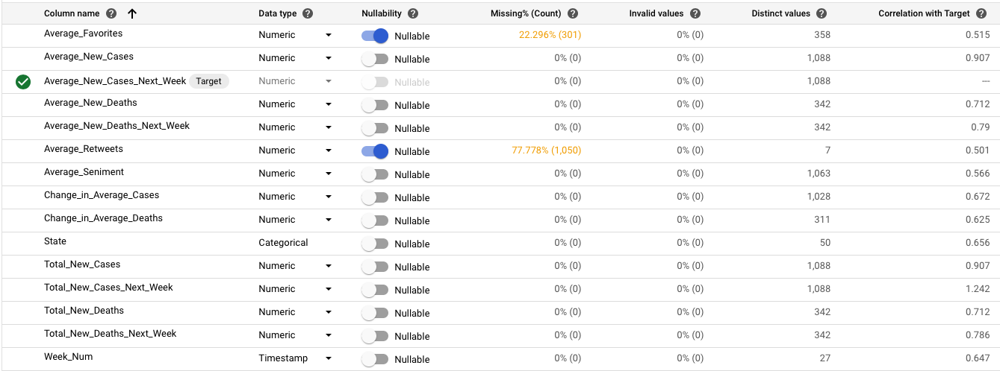 Column name Data type Nullability Missing% (Count) Invalid values Distinct values Correlation with Target
Average_Favorites Numeric Nullable 22.296% (301) 0% (0) 358 0.515
Average_New_Cases Numeric Nullable 0% (0) 0% (0) 1,088 0.907
Average_New_Cases_Next_Week Target Numeric Nullable 0% (0) 0% (0) 1,088 —
Average_New_Deaths Numeric Nullable 0% (0) 0% (0) 342 0.712
Average_New_Deaths_Next_Week Numeric Nullable 0% (0) 0% (0) 342 0.79
Average_Retweets Numeric Nullable 77.778% (1,050) 0% (0) 7 0.501
Average_Seniment Numeric Nullable 0% (0) 0% (0) 1,063 0.566
Change_in_Average_Cases Numeric Nullable 0% (0) 0% (0) 1,028 0.672
Change_in_Average_Deaths Numeric Nullable 0% (0) 0% (0) 311 0.625
State Categorical Nullable 0% (0) 0% (0) 50 0.656
Total_New_Cases Numeric Nullable 0% (0) 0% (0) 1,088 0.907
Total_New_Cases_Next_Week Numeric Nullable 0% (0) 0% (0) 1,088 1.242
Total_New_Deaths Numeric Nullable 0% (0) 0% (0) 342 0.712
Total_New_Deaths_Next_Week Numeric Nullable 0% (0) 0% (0) 342 0.786
Week_Num Timestamp Nullable 0% (0) 0% (0) 27 0.647